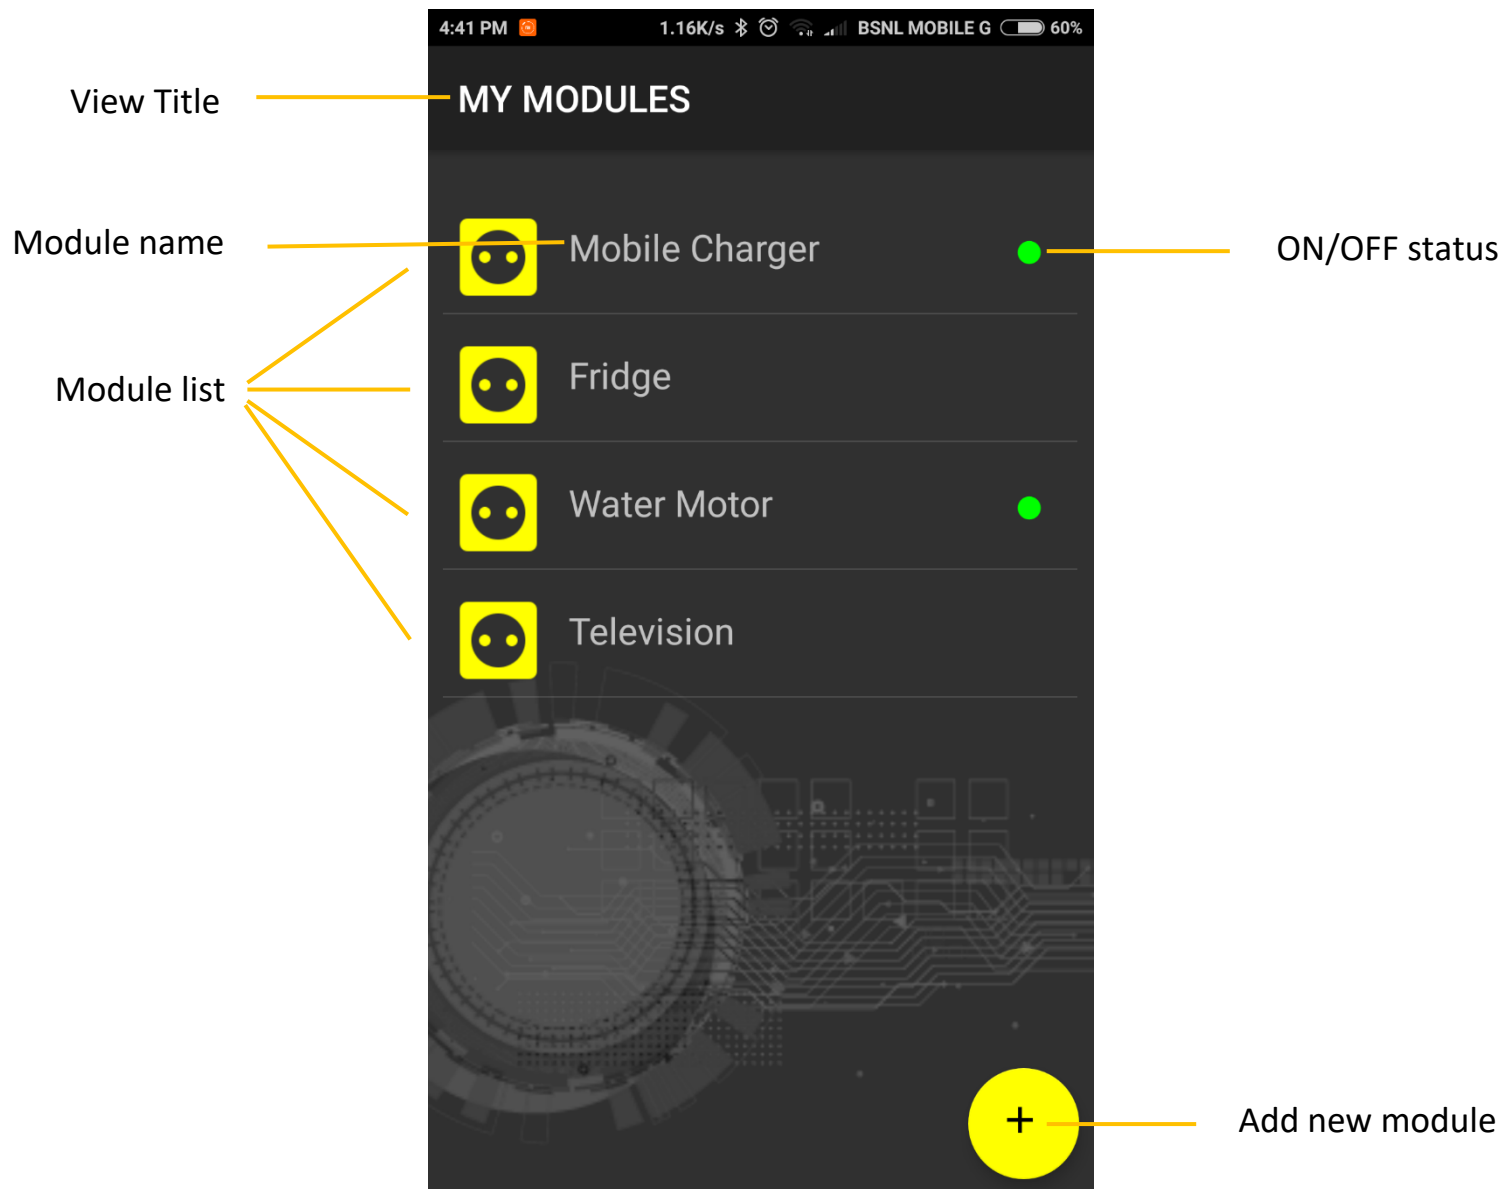 4:41 PM 1.16K/s BSNL MOBILE G 60%
View Title
MY MODULES
Module name
Mobile Charger
ON/OFF status
Module list
Fridge
Water Motor
Television
+
Add new module